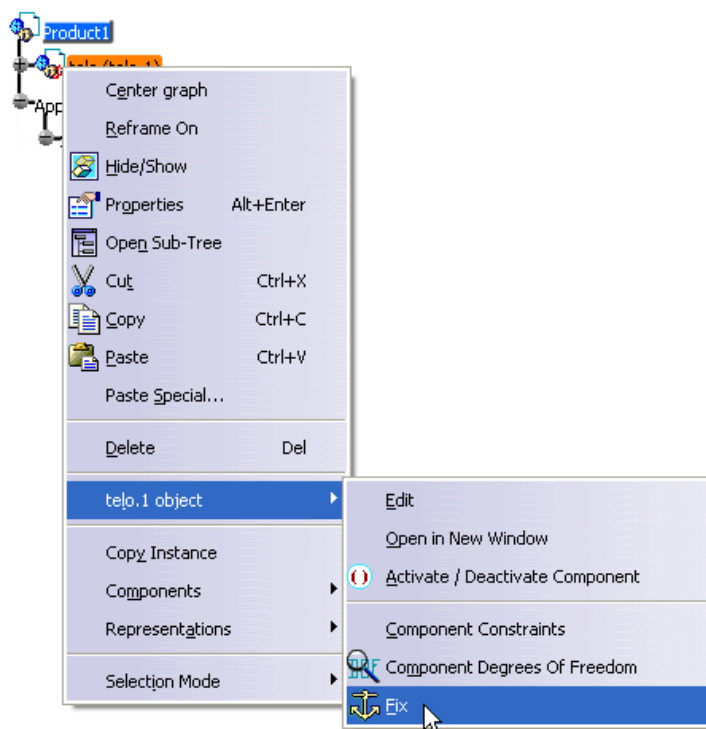 Product1
telo (telo.1)
App
Center graph
Reframe On
Hide/Show
Properties Alt+Enter
Open Sub-Tree
Cut Ctrl+X
Copy Ctrl+C
Paste Ctrl+V
Paste Special...
Delete Del
telo.1 object
Copy Instance
Components
Representations
Selection Mode
Edit
Open in New Window
Activate / Deactivate Component
Component Constraints
Component Degrees Of Freedom
Fix